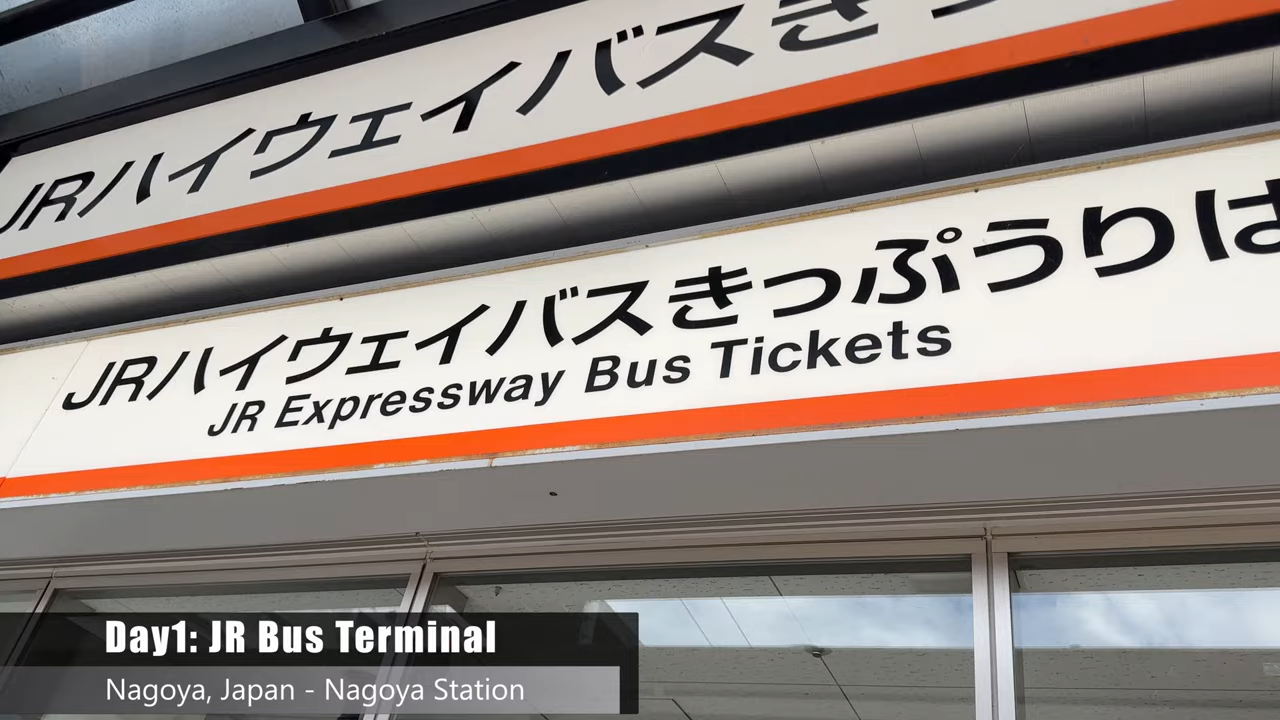 JRハイウェイバスきっ
JRハイウェイバスきっぷうりは
JR Expressway Bus Tickets
Day1: JR Bus Terminal
Nagoya, Japan - Nagoya Station